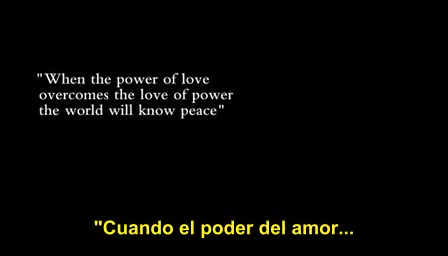 "When the power of love
overcomes the love of power
the world will know peace"
"Cuando el poder del amor...